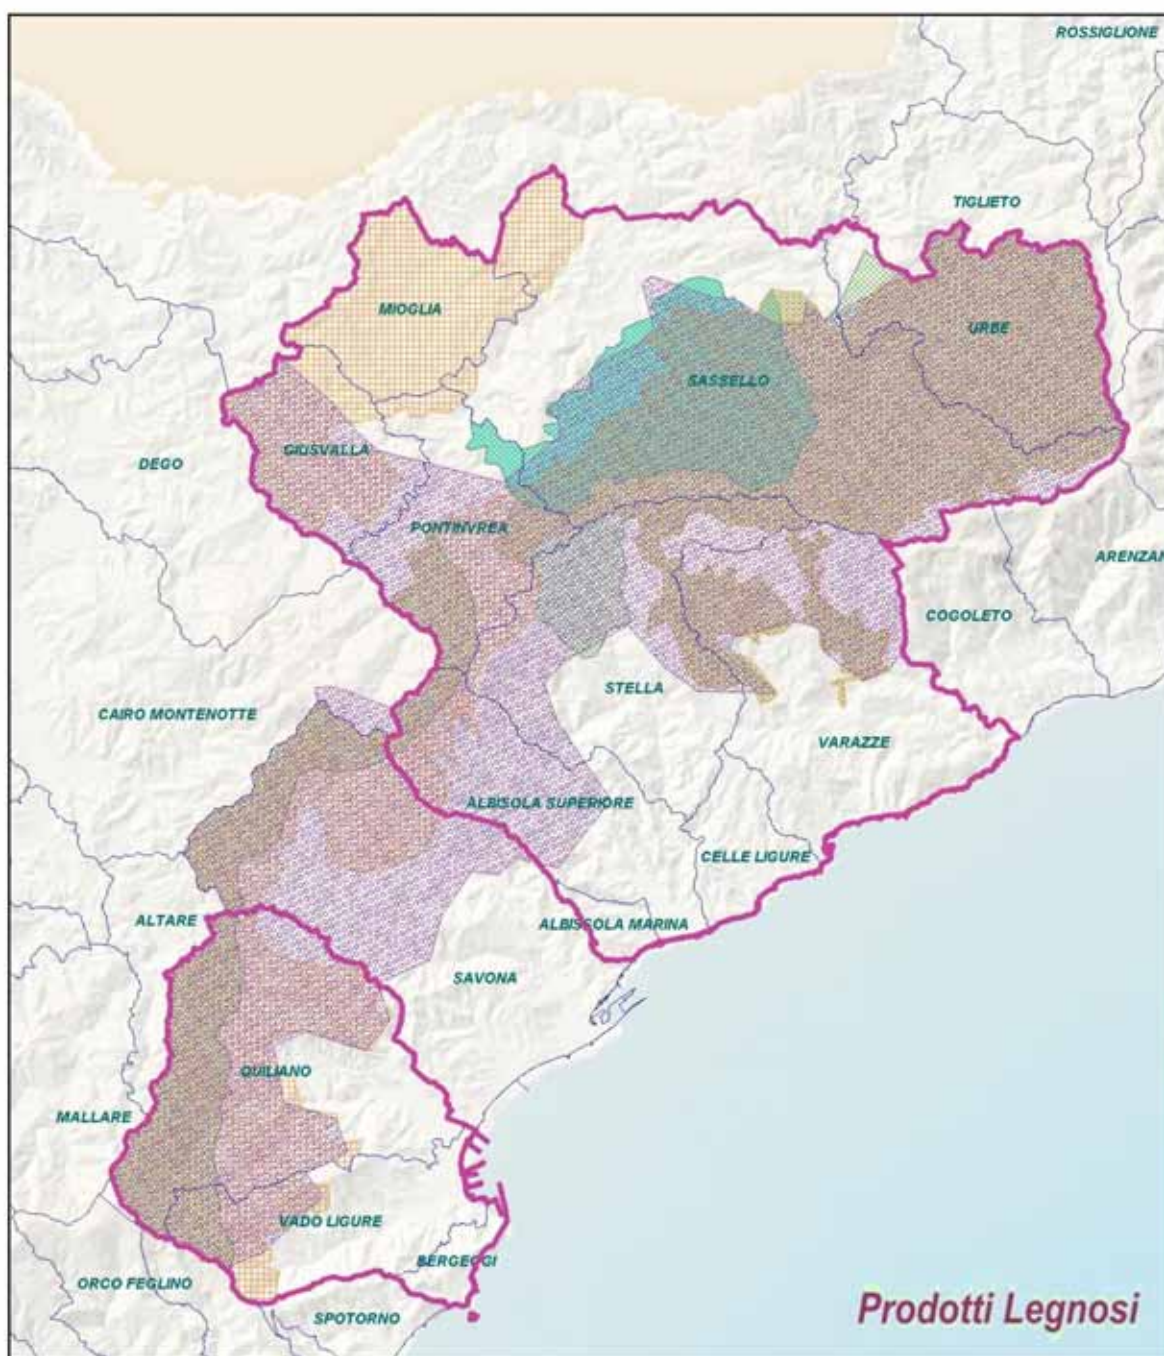 ROSSIGLIONE
TIGLIETO
MIOGLIA
URBE
SASSELLO
GIUSVALLA
DEGO
PONTINVREA
ARENZAN
COGOLETO
STELLA
CAIRO MONTENOTTE
VARAZZE
ALBISOLA SUPERIORE
CELLE LIGURE
ALTARE
ALBISSOLA MARINA
SAVONA
QUILIANO
MALLARE
VADO LIGURE
BERGEGGI
ORCO FEGLINO
SPOTORNO
Prodotti Legnosi